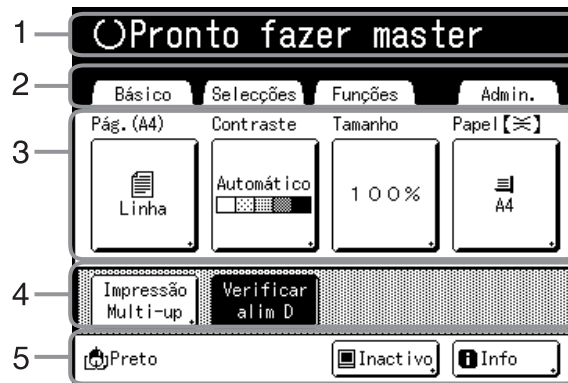 1 Pronto fazer master
2 Básico Selecções Funções Admin.
3 Pág.(A4) Contraste Tamanho Papel【】
Linha Automático 100% A4
4 Impressão Multi-up Verificar alim D
5 Preto Inactivo Info